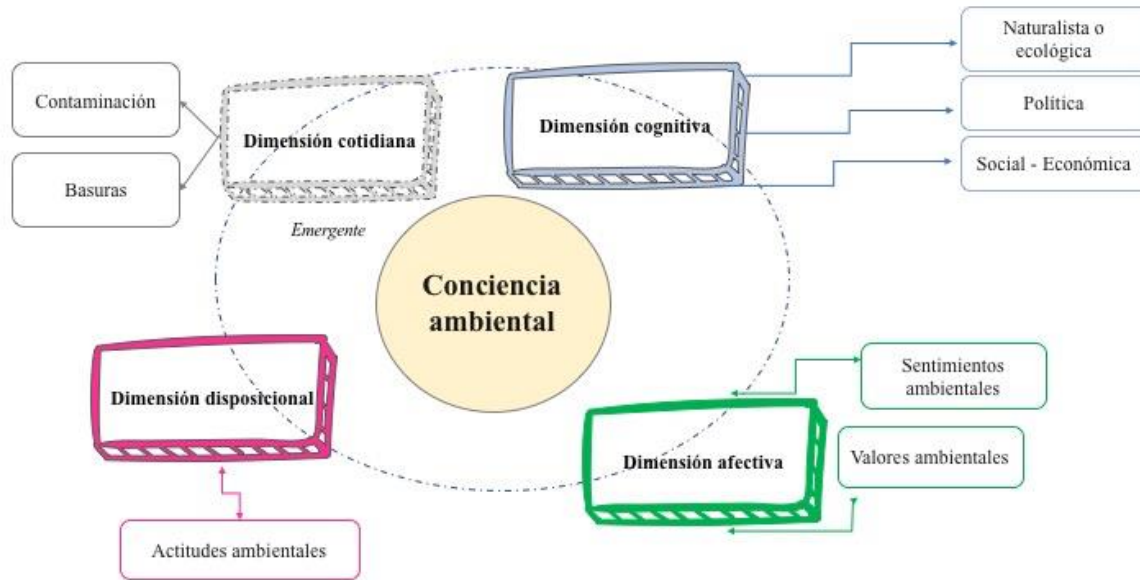 Naturalista o
ecológica
Política
Social - Económica
Dimensión cognitiva
Contaminación
Basuras
Dimensión cotidiana
Emergente
Conciencia
ambiental
Dimensión disposicional
Actitudes ambientales
Dimensión afectiva
Sentimientos
ambientales
Valores ambientales